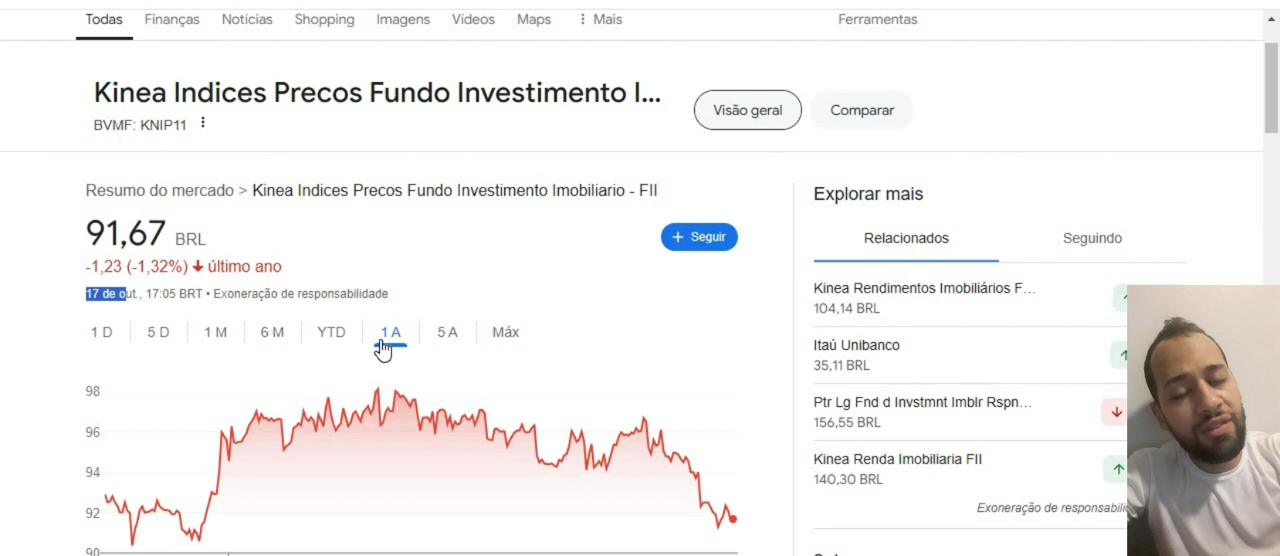 Todas Finanças Notícias Shopping Imagens Vídeos Maps Mais Ferramentas
Kinea Indices Precos Fundo Investimento I...
BVMF: KNIP11
Visão geral Comparar
Resumo do mercado > Kinea Indices Precos Fundo Investimento Imobiliario - FII
91,67 BRL
+ Seguir
-1,23 (-1,32%) último ano
17 de out., 17:05 BRT • Exoneração de responsabilidade
1 D 5 D 1 M 6 M YTD 1 A 5 A Máx
98
96
94
92
90
Explorar mais
Relacionados Seguindo
Kinea Rendimentos Imobiliários F...
104,14 BRL
Itaú Unibanco
35,11 BRL
Ptr Lg Fnd d Invstmnt Imblr Rspn...
156,55 BRL
Kinea Renda Imobiliaria FII
140,30 BRL
Exoneração de